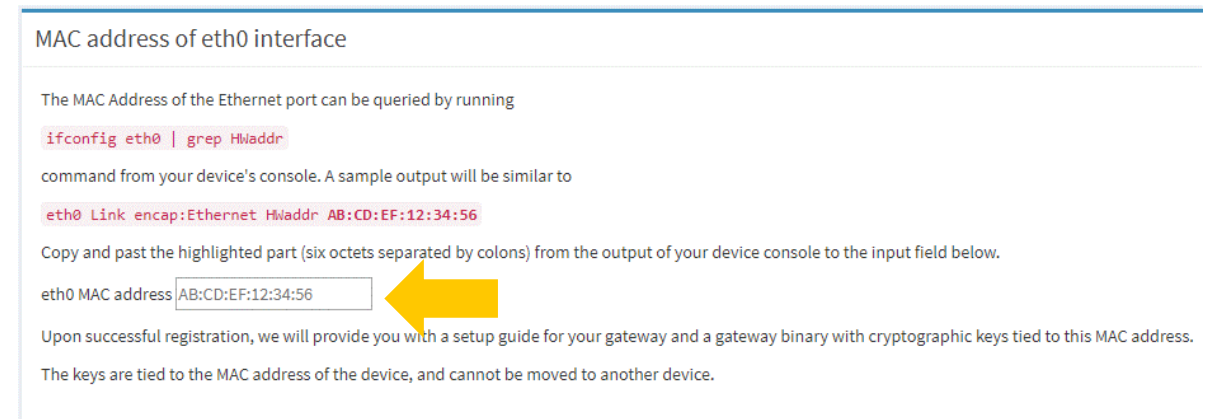 MAC address of eth0 interface
The MAC Address of the Ethernet port can be queried by running
ifconfig eth0 | grep HWaddr
command from your device's console. A sample output will be similar to
eth0 Link encap:Ethernet HWaddr AB:CD:EF:12:34:56
Copy and past the highlighted part (six octets separated by colons) from the output of your device console to the input field below.
eth0 MAC address AB:CD:EF:12:34:56
Upon successful registration, we will provide you with a setup guide for your gateway and a gateway binary with cryptographic keys tied to this MAC address.
The keys are tied to the MAC address of the device, and cannot be moved to another device.